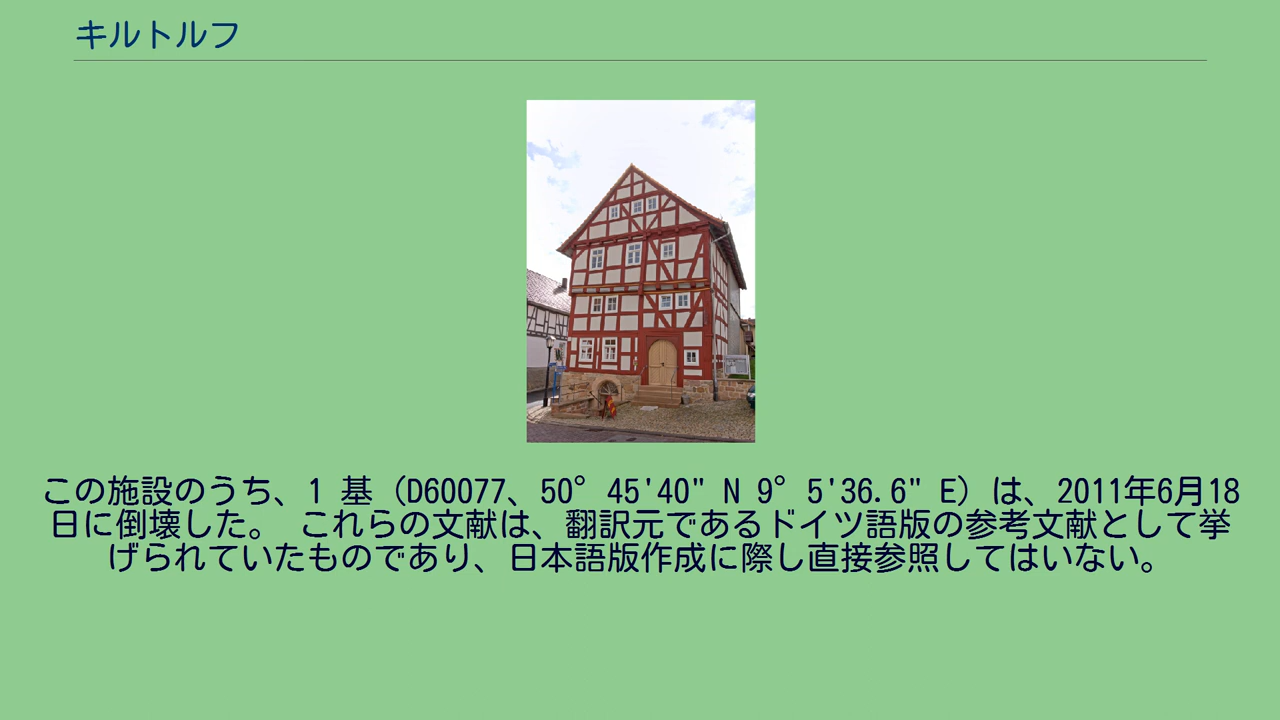 キルトルフ
この施設のうち、1 基（D60077、50°45'40" N 9°5'36.6" E）は、2011年6月18
日に倒壊した。 これらの文献は、翻訳元であるドイツ語版の参考文献として挙
げられていたものであり、日本語版作成に際し直接参照してはいない。